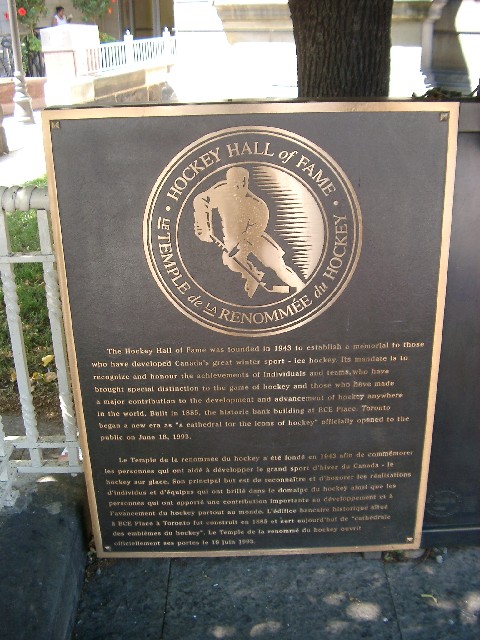 HOCKEY HALL of FAME
LE TEMPLE de LA RENOMMÉE du HOCKEY
The Hockey Hall of Fame was founded in 1943 to establish a memorial to those
who have developed Canada's great winter sport - ice hockey. Its mandate is to
recognize and honour the achievements of individuals and teams, who have
brought special distinction to the game of hockey and those who have made
a major contribution to the development and advancement of hockey anywhere
in the world. Built in 1885, the historic bank building at BCE Place, Toronto
began a new era as "a cathedral for the icons of hockey" officially opened to the
public on June 18, 1993.
Le Temple de la renommée du hockey a été fondé en 1943 afin de commémorer
les personnes qui ont aidé à développer le grand sport d'hiver du Canada - le
hockey sur glace. Son principal but est de reconnaître et d'honorer les réalisations
d'individus et d'équipes qui ont brillé dans le domaine du hockey ainsi que les
personnes qui ont apporté une contribution importante au développement et à
l'avancement du hockey partout au monde. L'édifice bancaire historique situé
à BCE Place à Toronto fut construit en 1885 et sert aujourd'hui de "cathédrale
des emblèmes du hockey". Le Temple de la renommé du hockey ouvrit
officiellement ses portes le 18 juin 1993.